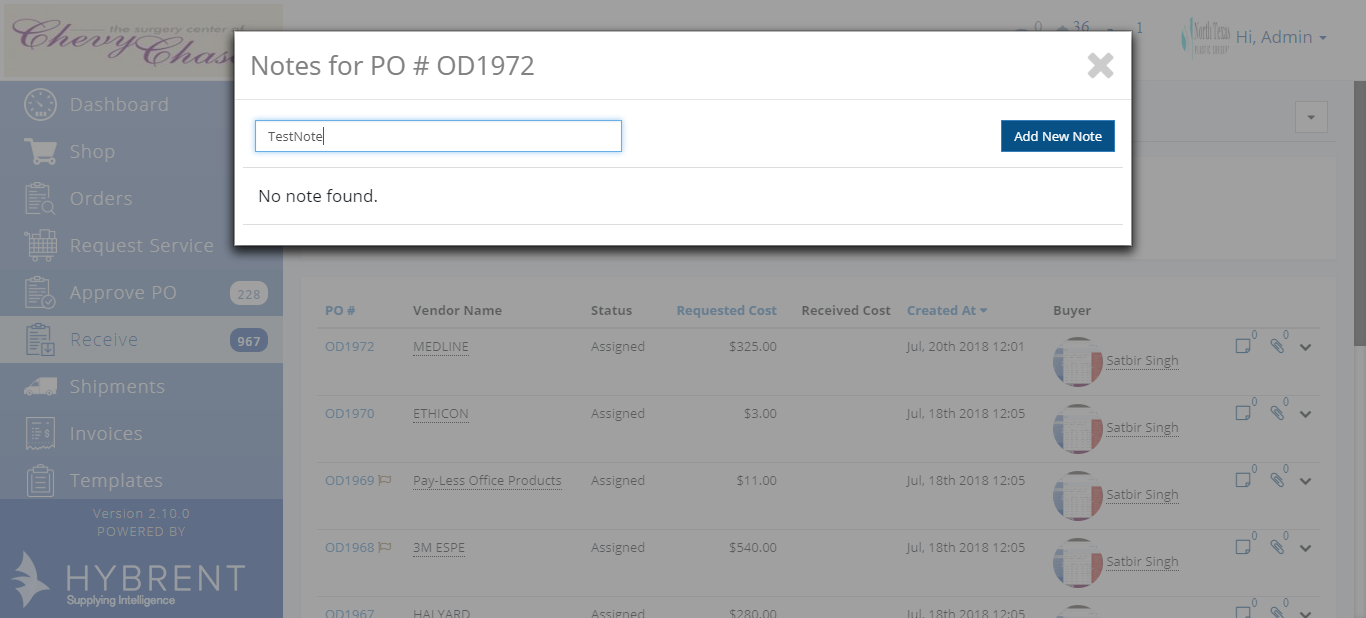 the surgery center of
Chevy Chase
0 36 1
North Texas
Hi, Admin
Notes for PO # OD1972
TestNote
Add New Note
No note found.
Dashboard
Shop
Orders
Request Service
Approve PO 228
Receive 967
Shipments
Invoices
Templates
Version 2.10.0
POWERED BY
HYBRENT
Supplying Intelligence
PO # Vendor Name Status Requested Cost Received Cost Created At Buyer
OD1972 MEDLINE Assigned $325.00 Jul, 20th 2018 12:01 Satbir Singh 0 0
OD1970 ETHICON Assigned $3.00 Jul, 18th 2018 12:05 Satbir Singh 0 0
OD1969 Pay-Less Office Products Assigned $11.00 Jul, 18th 2018 12:05 Satbir Singh 0 0
OD1968 3M ESPE Assigned $540.00 Jul, 18th 2018 12:05 Satbir Singh 0 0
OD1967 HALYARD Assigned $280.00 Jul, 18th 2018 12:05 0 0